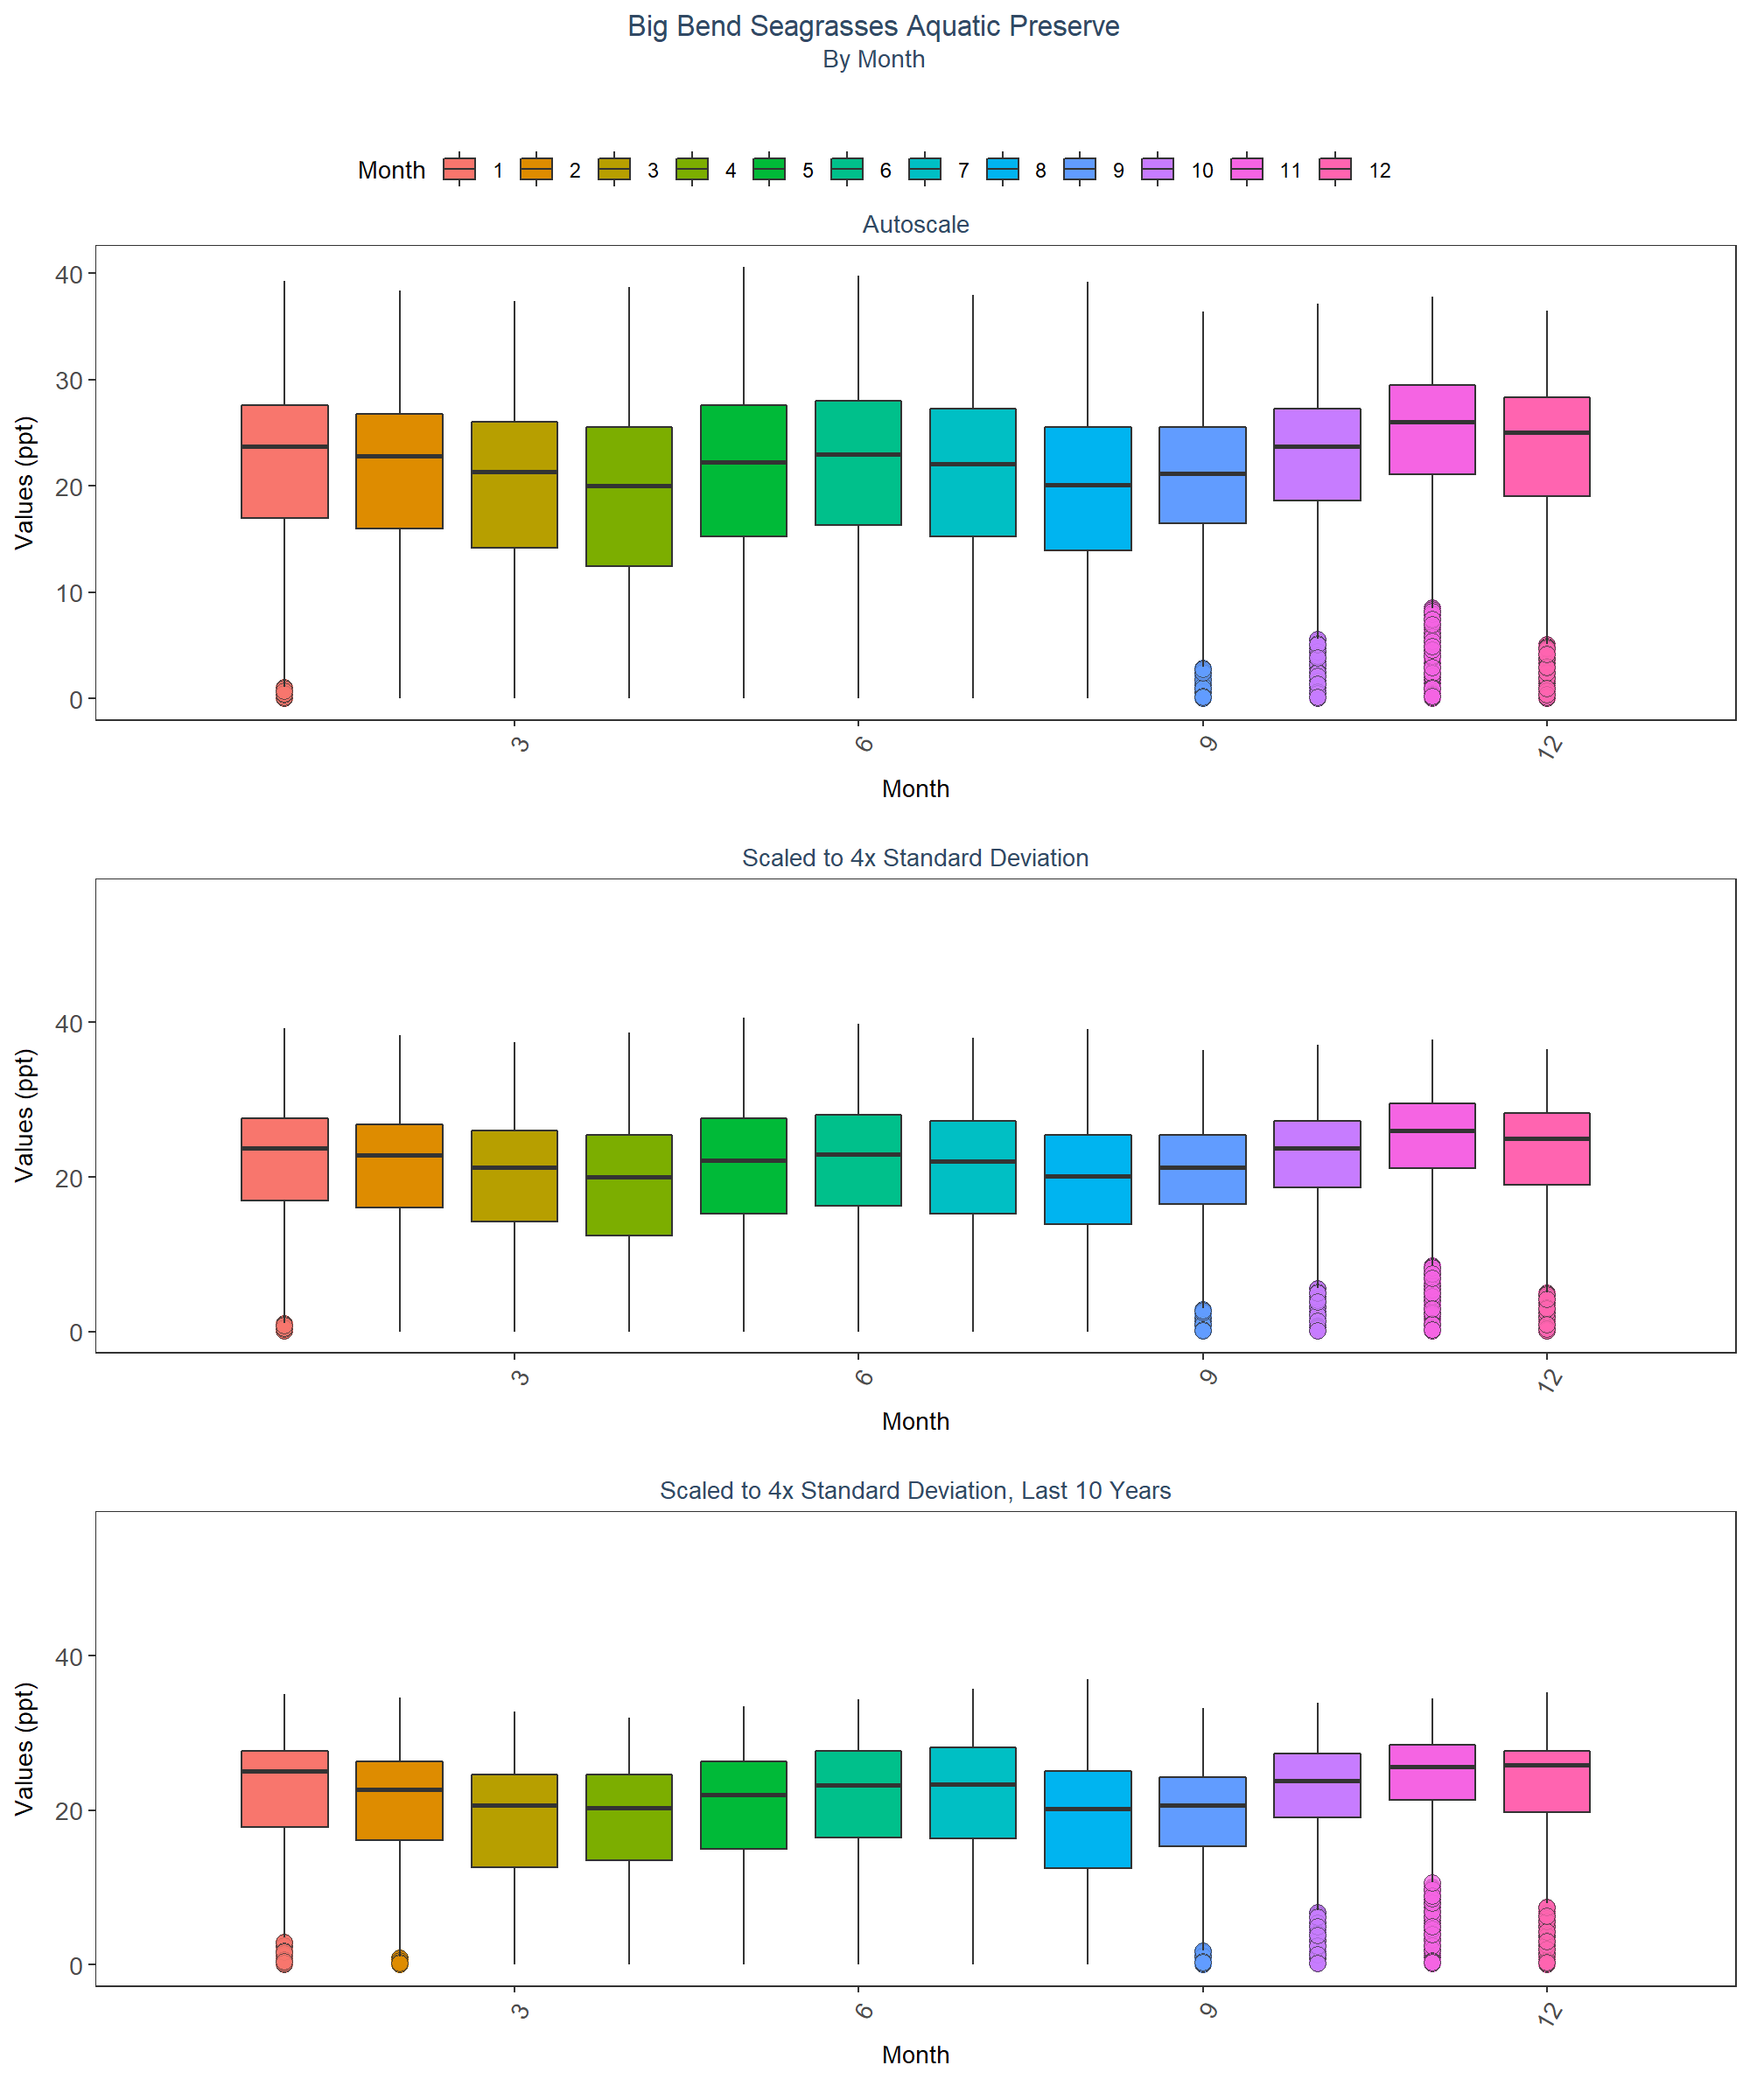 Big Bend Seagrasses Aquatic Preserve
By Month
Month 1 2 3 4 5 6 7 8 9 10 11 12
Autoscale
Values (ppt)
40
30
20
10
0
3 6 9 12
Month
Scaled to 4x Standard Deviation
Values (ppt)
40
20
0
3 6 9 12
Month
Scaled to 4x Standard Deviation, Last 10 Years
Values (ppt)
40
20
0
3 6 9 12
Month